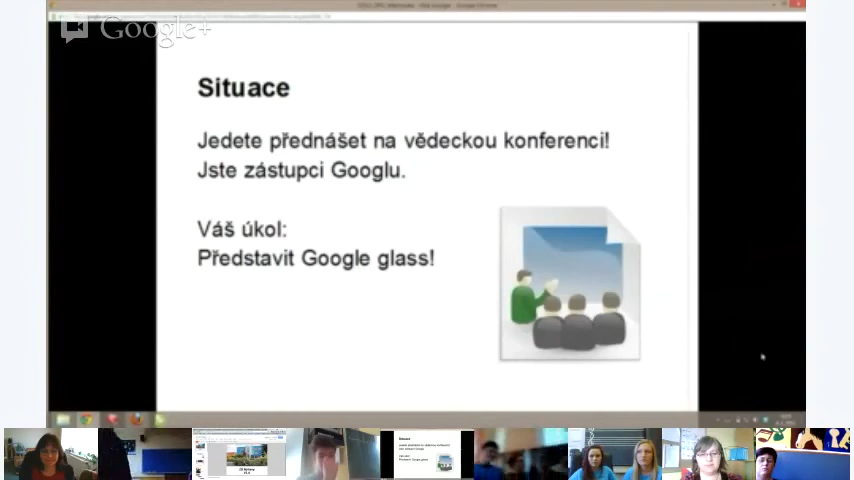 Google+
Situace
Jedete přednášet na vědeckou konferenci!
Jste zástupci Googlu.
Váš úkol:
Představit Google glass!